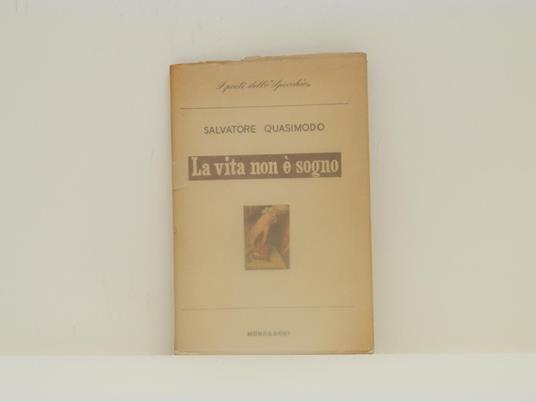 I poeti dello "Specchio"
SALVATORE QUASIMODO
La vita non è sogno
MONDADORI